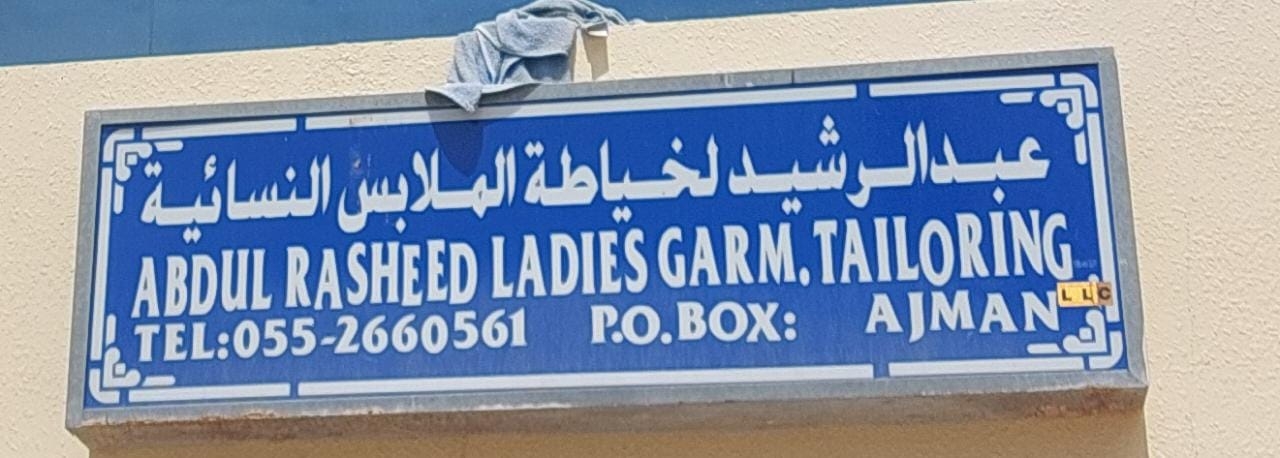 عبدالرشيد لخياطة الملابس النسائية
ABDUL RASHEED LADIES GARM. TAILORING
LLC
TEL:055-2660561 P.O.BOX: AJMAN